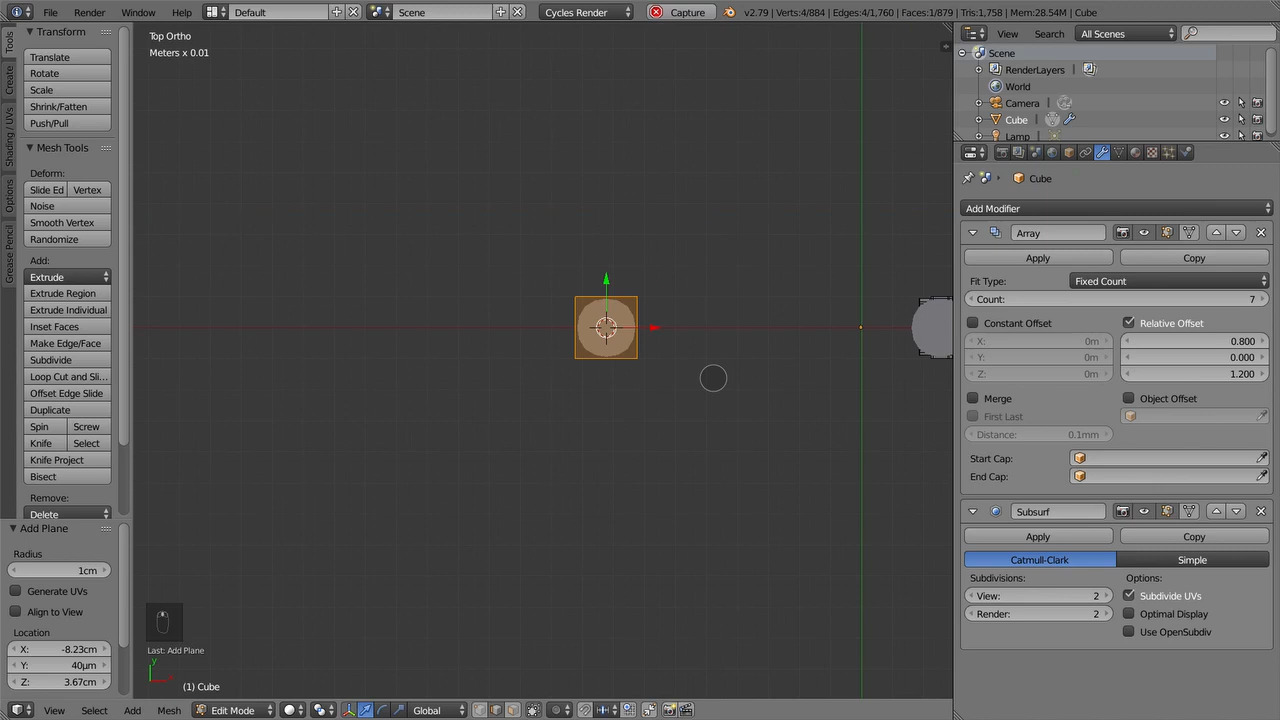 File Render Window Help Default Scene Cycles Render Capture v2.79 | Verts:4/884 | Edges:4/1,760 | Faces:1/879 | Tris:1,758 | Mem:28.54M | Cube
Tools
Create
Shading / UVs
Options
Grease Pencil
Transform
Translate
Rotate
Scale
Shrink/Fatten
Push/Pull
Mesh Tools
Deform:
Slide Ed Vertex
Noise
Smooth Vertex
Randomize
Add:
Extrude
Extrude Region
Extrude Individual
Inset Faces
Make Edge/Face
Subdivide
Loop Cut and Sli...
Offset Edge Slide
Duplicate
Spin Screw
Knife Select
Knife Project
Bisect
Remove:
Delete
Add Plane
Radius
1cm
Generate UVs
Align to View
Location
X: -8.23cm
Y: 40µm
Z: 3.67cm
Top Ortho
Meters x 0.01
Last: Add Plane
y
(1) Cube
View Select Add Mesh Edit Mode Global
View Search All Scenes
Scene
RenderLayers |
World
Camera
Cube
Lamp
Cube
Add Modifier
Array
Apply Copy
Fit Type: Fixed Count
Count: 7
Constant Offset Relative Offset
X: 0m 0.800
Y: 0m 0.000
Z: 0m 1.200
Merge Object Offset
First Last
Distance: 0.1mm
Start Cap:
End Cap:
Subsurf
Apply Copy
Catmull-Clark Simple
Subdivisions: Options:
View: 2 Subdivide UVs
Render: 2 Optimal Display
Use OpenSubdiv